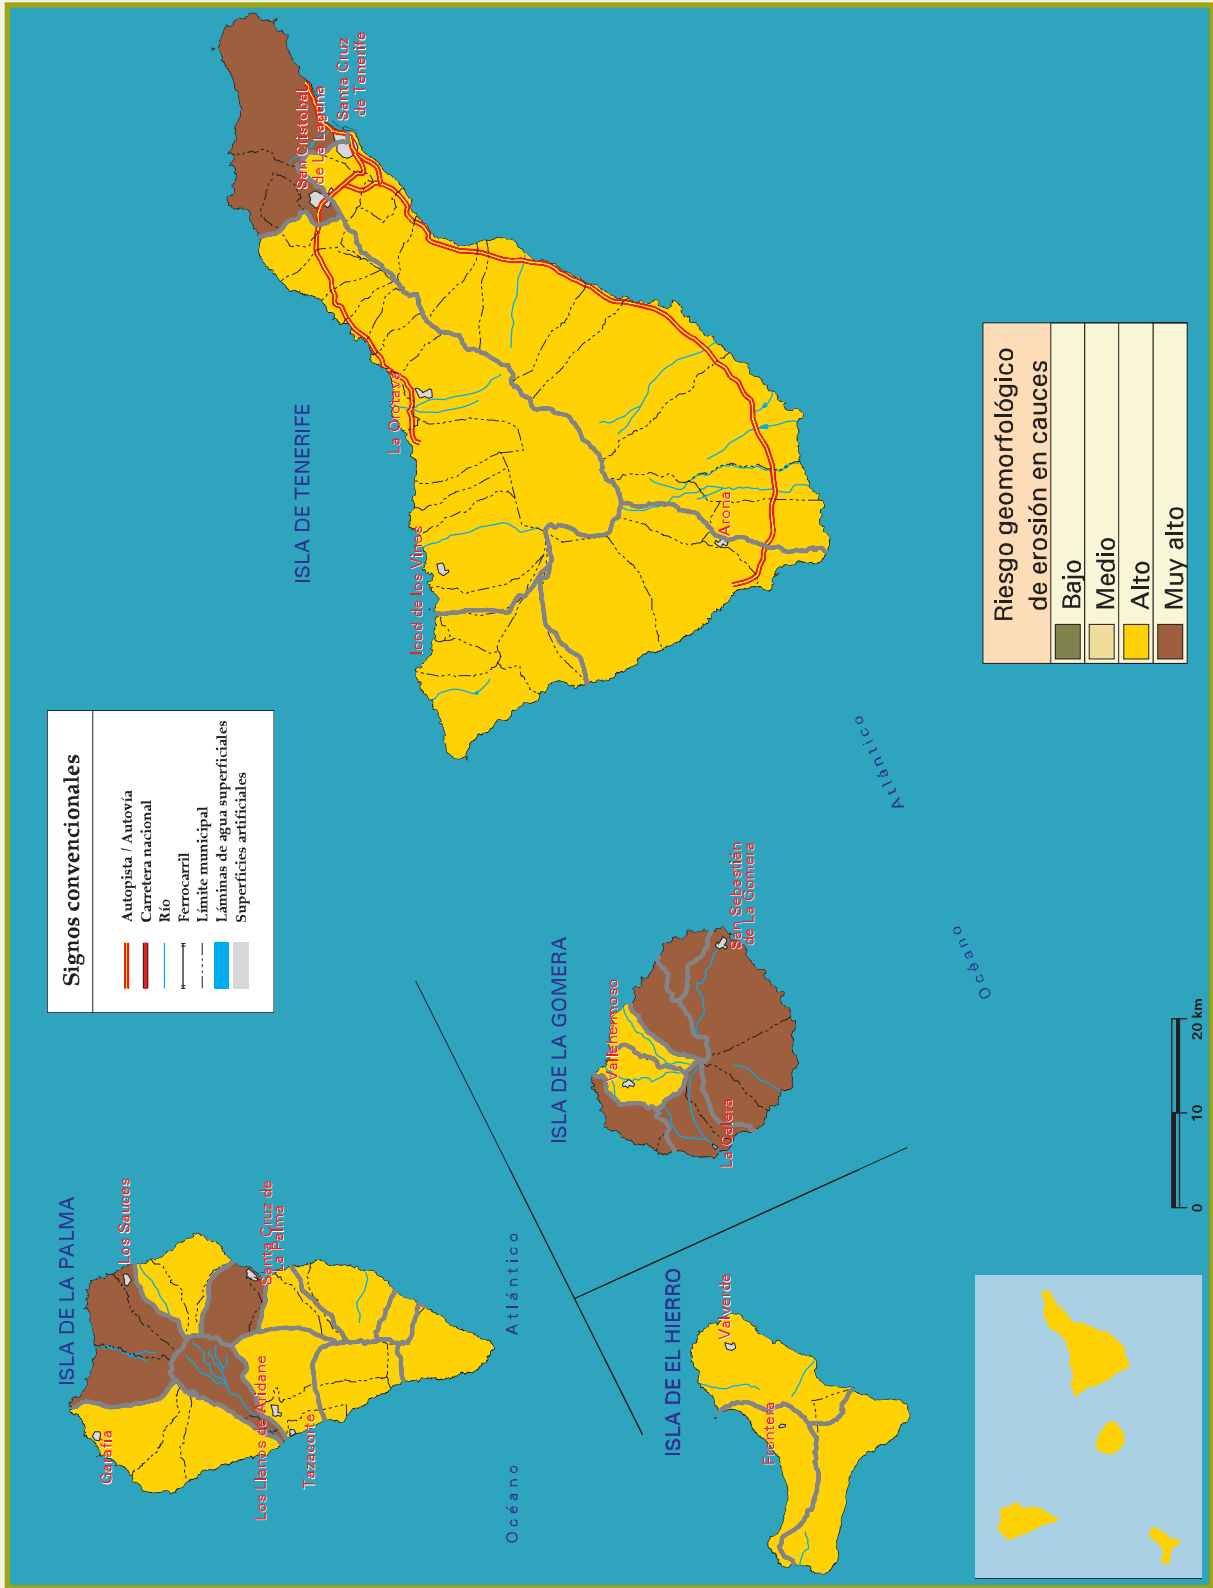 ISLA DE LA PALMA
Los Sauces
Garafía
Santa Cruz de
La Palma
Los Llanos de Aridane
Tazacorte
Océano Atlántico
ISLA DE EL HIERRO
Valverde
Frontera
Signos convencionales
Autopista / Autovía
Carretera nacional
Río
Ferrocarril
Límite municipal
Láminas de agua superficiales
Superficies artificiales
ISLA DE LA GOMERA
Vallehermoso
San Sebastián
de La Gomera
La Calera
ISLA DE TENERIFE
San Cristobal
de La Laguna
Santa Cruz
de Tenerife
La Orotava
Icod de los Vinos
Arona
Océano Atlántico
0 10 20 km
Riesgo geomorfológico
de erosión en cauces
Bajo
Medio
Alto
Muy alto